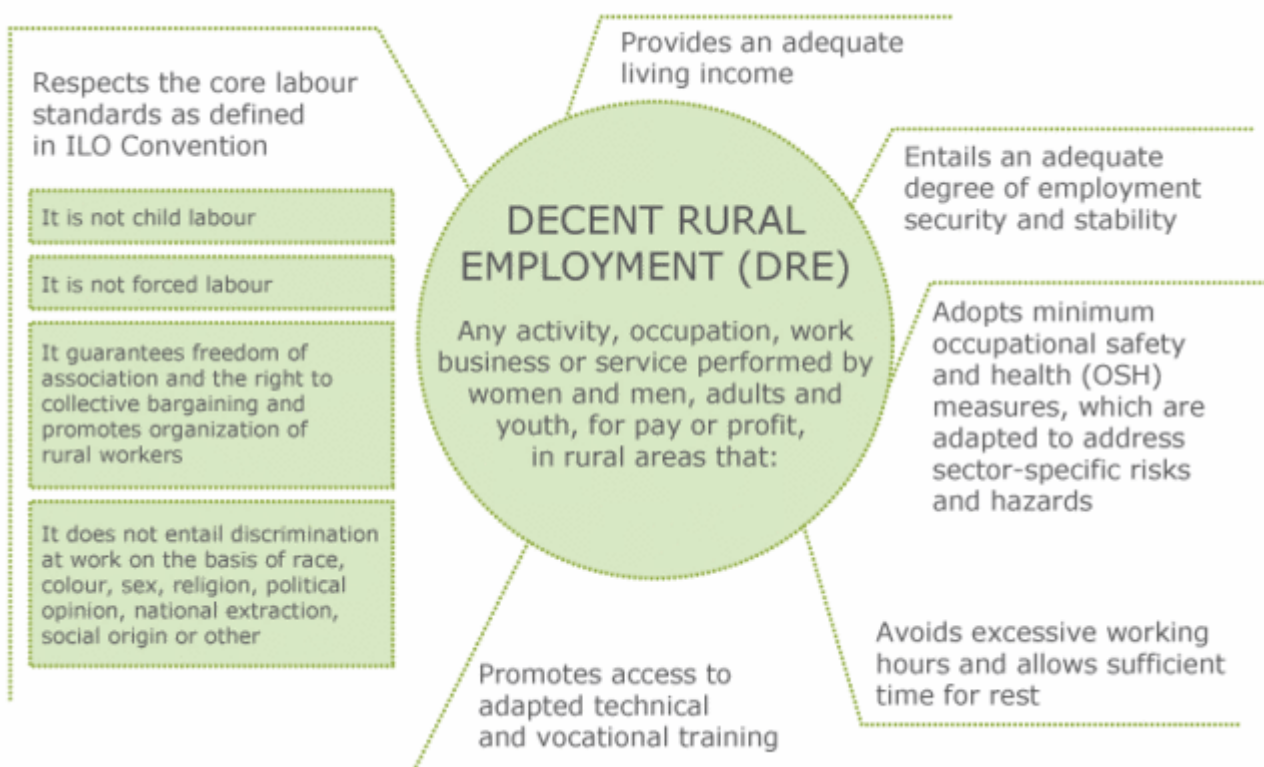 Respects the core labour
standards as defined
in ILO Convention
It is not child labour
It is not forced labour
It guarantees freedom of
association and the right to
collective bargaining and
promotes organization of
rural workers
It does not entail discrimination
at work on the basis of race,
colour, sex, religion, political
opinion, national extraction,
social origin or other
DECENT RURAL
EMPLOYMENT (DRE)
Any activity, occupation, work
business or service performed by
women and men, adults and
youth, for pay or profit,
in rural areas that:
Provides an adequate
living income
Entails an adequate
degree of employment
security and stability
Adopts minimum
occupational safety
and health (OSH)
measures, which are
adapted to address
sector-specific risks
and hazards
Avoids excessive working
hours and allows sufficient
time for rest
Promotes access to
adapted technical
and vocational training